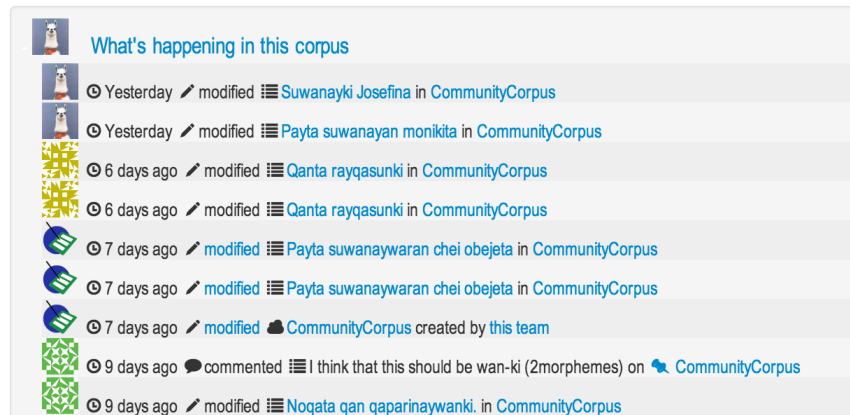 What's happening in this corpus
Yesterday modified Suwanayki Josefina in CommunityCorpus
Yesterday modified Payta suwanayan monikita in CommunityCorpus
6 days ago modified Qanta rayqasunki in CommunityCorpus
6 days ago modified Qanta rayqasunki in CommunityCorpus
7 days ago modified Payta suwanaywaran chei obejeta in CommunityCorpus
7 days ago modified Payta suwanaywaran chei obejeta in CommunityCorpus
7 days ago modified CommunityCorpus created by this team
9 days ago commented I think that this should be wan-ki (2morphemes) on CommunityCorpus
9 days ago modified Noqata qan qaparinaywanki. in CommunityCorpus